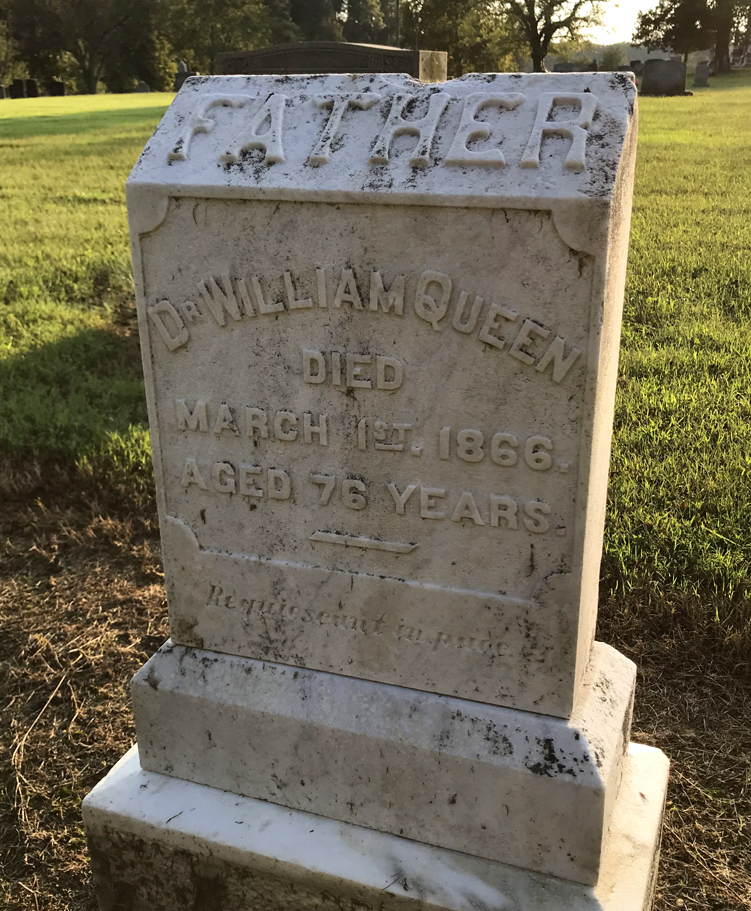 FATHER
DR WILLIAM QUEEN
DIED
MARCH 1ST. 1866.
AGED 76 YEARS.
Requiescant in pace